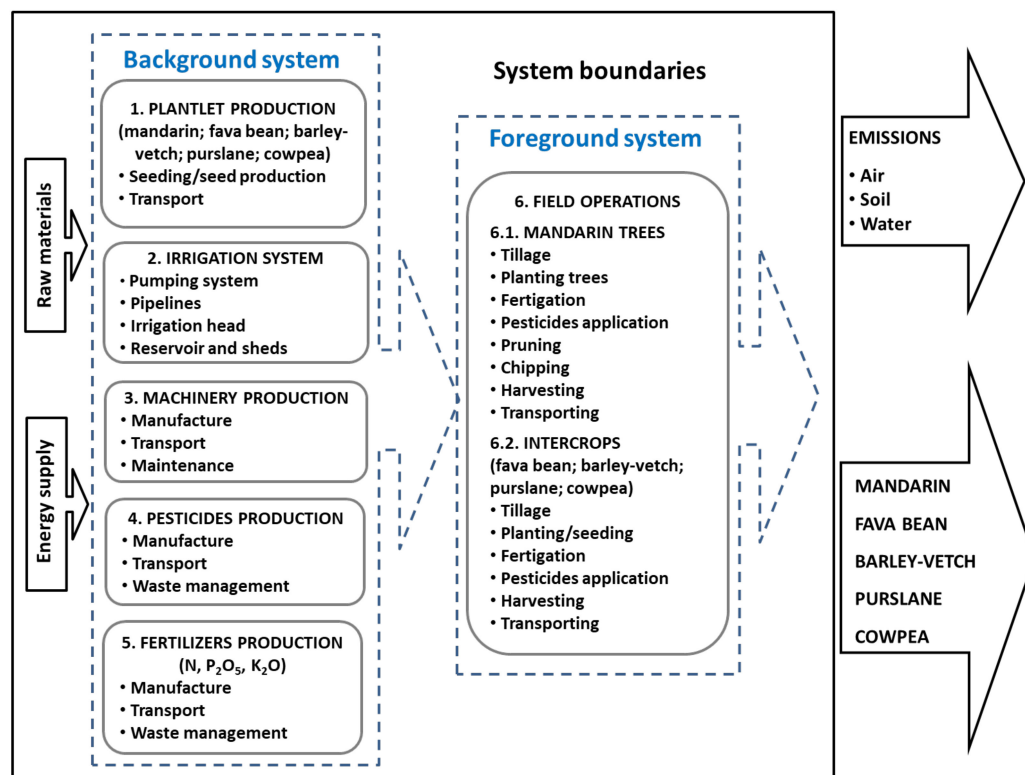 Background system
1. PLANTLET PRODUCTION
(mandarin; fava bean; barley-
vetch; purslane; cowpea)
• Seeding/seed production
• Transport
2. IRRIGATION SYSTEM
• Pumping system
• Pipelines
• Irrigation head
• Reservoir and sheds
3. MACHINERY PRODUCTION
• Manufacture
• Transport
• Maintenance
4. PESTICIDES PRODUCTION
• Manufacture
• Transport
• Waste management
5. FERTILIZERS PRODUCTION
(N, P₂O₅, K₂O)
• Manufacture
• Transport
• Waste management
Raw materials
Energy supply
System boundaries
Foreground system
6. FIELD OPERATIONS
6.1. MANDARIN TREES
• Tillage
• Planting trees
• Fertigation
• Pesticides application
• Pruning
• Chipping
• Harvesting
• Transporting
6.2. INTERCROPS
(fava bean; barley-vetch;
purslane; cowpea)
• Tillage
• Planting/seeding
• Fertigation
• Pesticides application
• Harvesting
• Transporting
EMISSIONS
• Air
• Soil
• Water
MANDARIN
FAVA BEAN
BARLEY-VETCH
PURSLANE
COWPEA